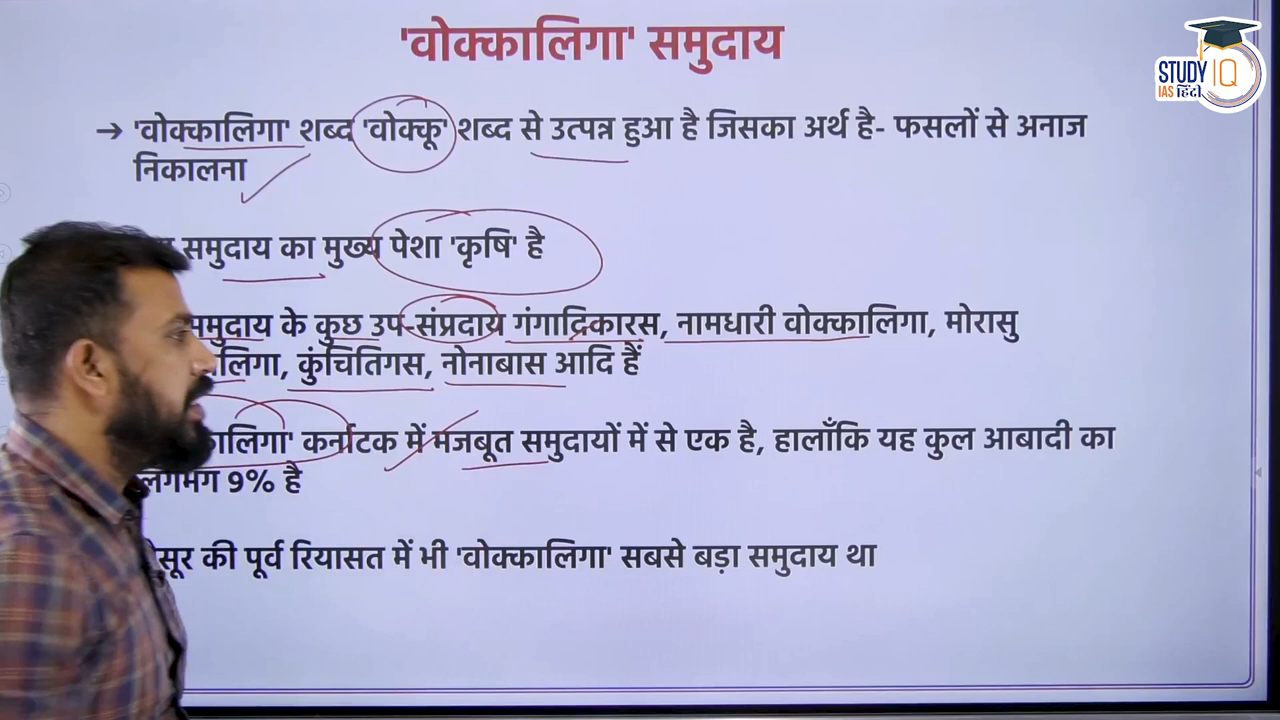 'वोक्कालिगा' समुदाय
STUDY IQ
IAS हिंदी
→ 'वोक्कालिगा' शब्द 'वोक्कू' शब्द से उत्पन्न हुआ है जिसका अर्थ है- फसलों से अनाज
निकालना
समुदाय का मुख्य पेशा 'कृषि' है
समुदाय के कुछ उप-संप्रदाय गंगाद्रिकारस, नामधारी वोक्कालिगा, मोरासु
लिगा, कुंचितिगस, नोनाबास आदि हैं
कालिगा' कर्नाटक में मजबूत समुदायों में से एक है, हालाँकि यह कुल आबादी का
लगभग 9% है
सूर की पूर्व रियासत में भी 'वोक्कालिगा' सबसे बड़ा समुदाय था